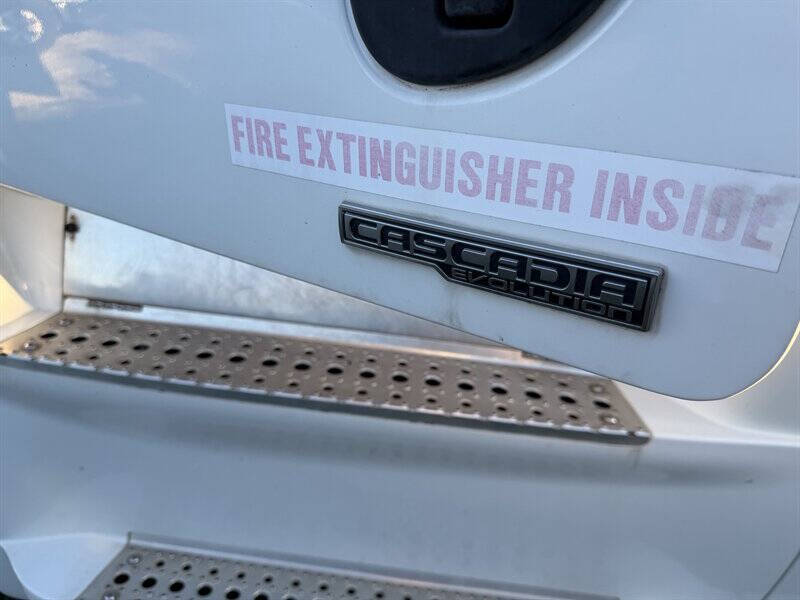 FIRE EXTINGUISHER INSIDE
CASCADIA
EVOLUTION